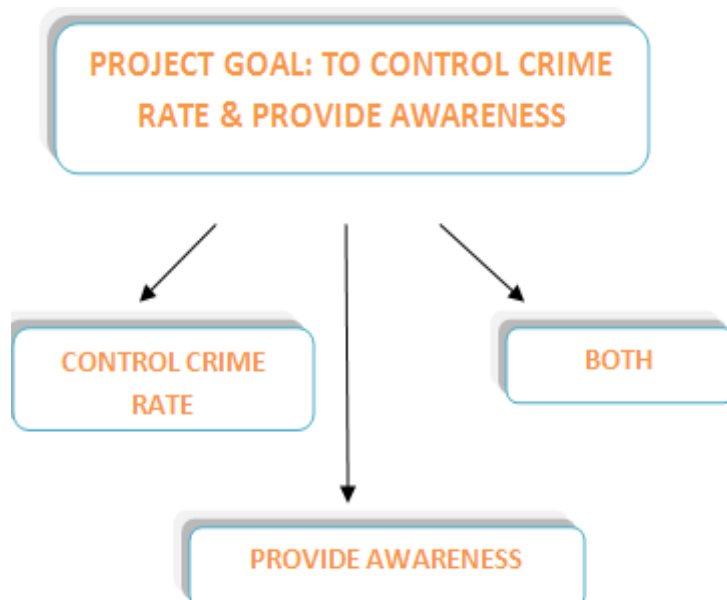 PROJECT GOAL: TO CONTROL CRIME
RATE & PROVIDE AWARENESS
CONTROL CRIME
RATE
BOTH
PROVIDE AWARENESS